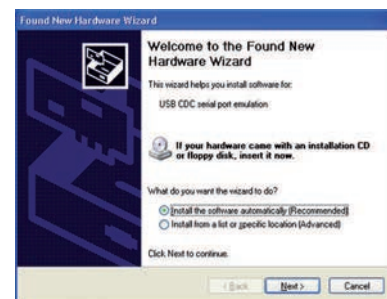 Found New Hardware Wizard
Welcome to the Found New
Hardware Wizard
This wizard helps you install software for:
USB CDC serial port emulation
If your hardware came with an installation CD
or floppy disk, insert it now.
What do you want the wizard to do?
Install the software automatically (Recommended)
Install from a list or specific location (Advanced)
Click Next to continue.
< Back Next > Cancel